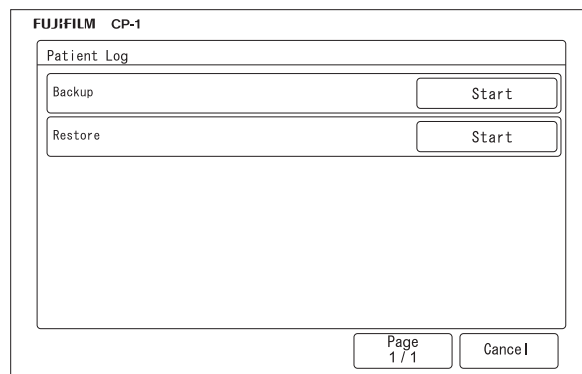 FUJIFILM CP-1
Patient Log
Backup Start
Restore Start
Page
1/1
Cancel